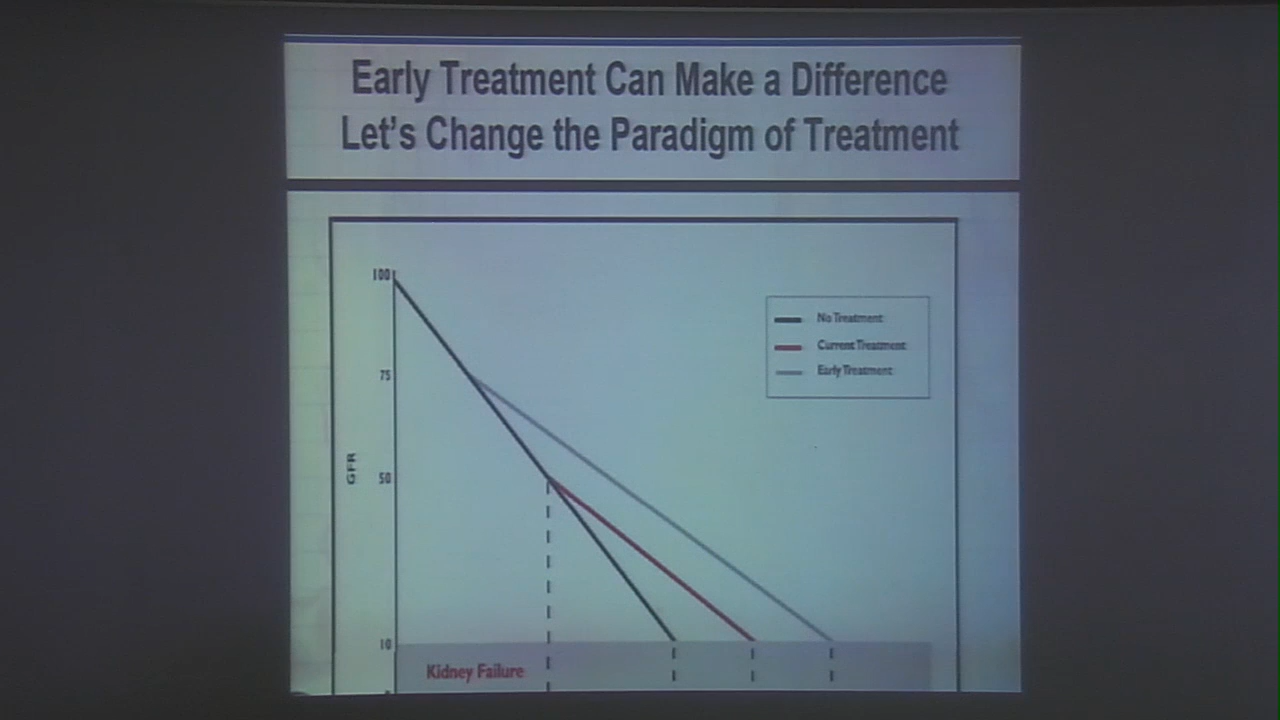 Early Treatment Can Make a Difference
Let's Change the Paradigm of Treatment
100
75
50
10
GFR
No Treatment
Current Treatment
Early Treatment
Kidney Failure